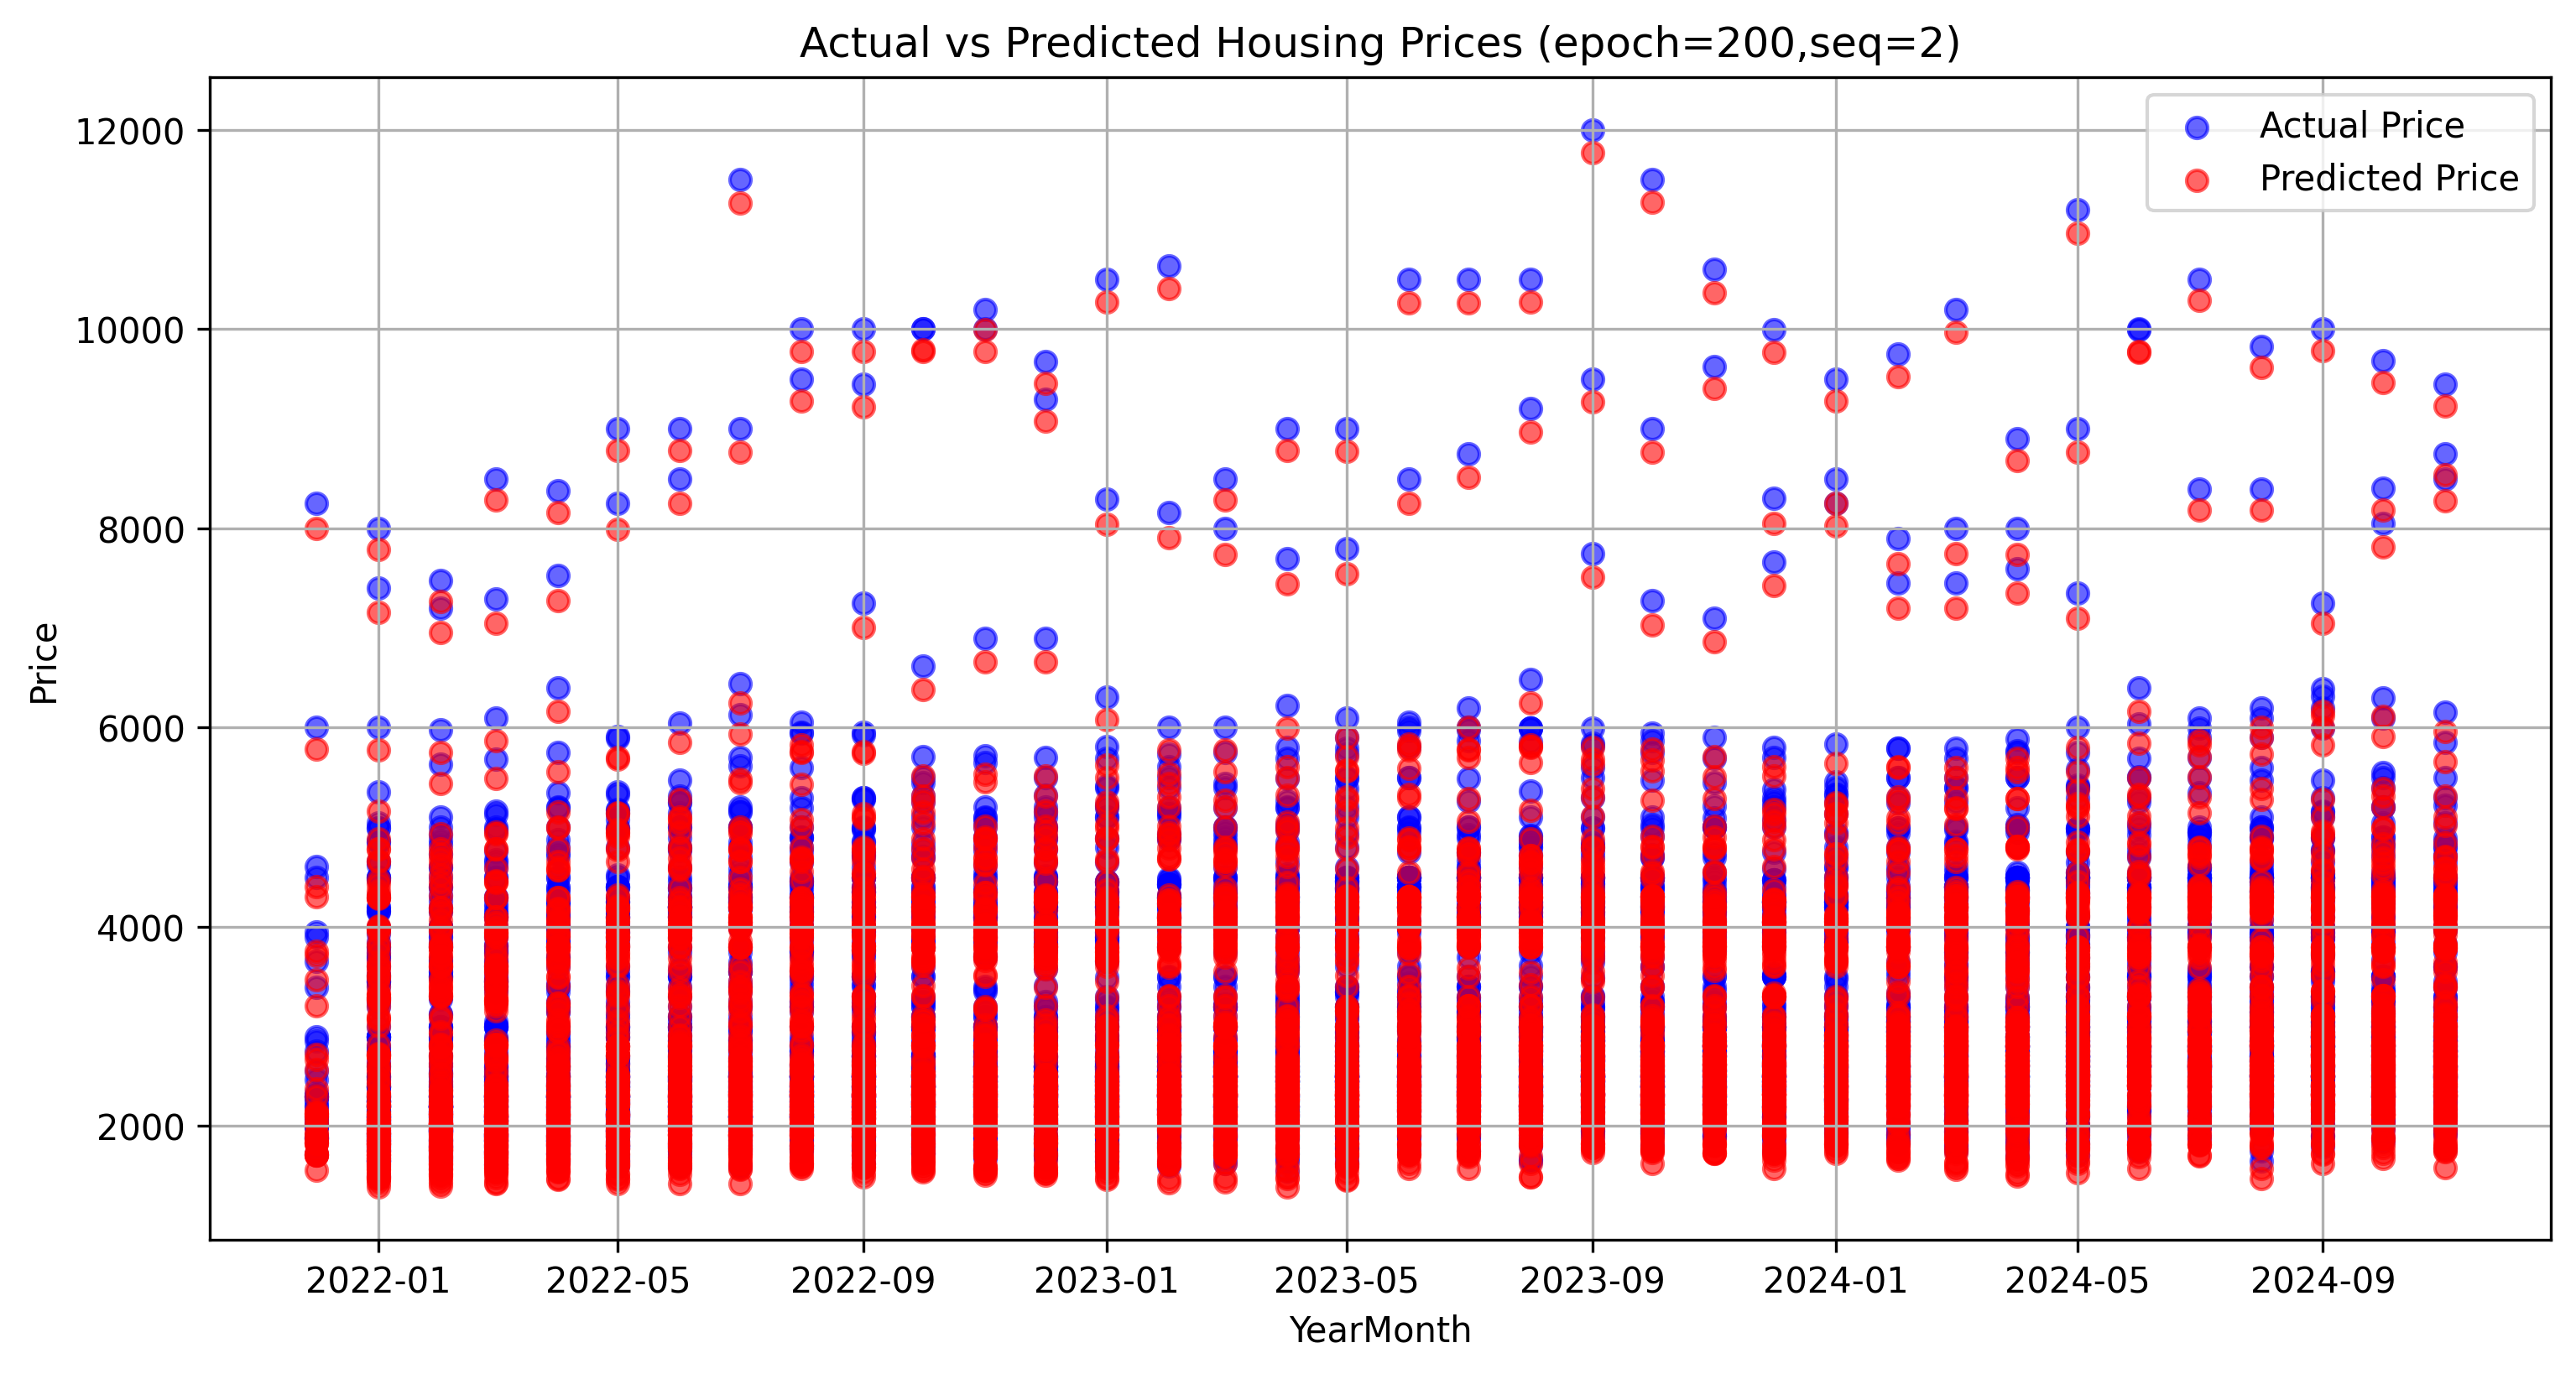 Actual vs Predicted Housing Prices (epoch=200,seq=2)
Actual Price
Predicted Price
Price
12000
10000
8000
6000
4000
2000
2022-01 2022-05 2022-09 2023-01 2023-05 2023-09 2024-01 2024-05 2024-09
YearMonth